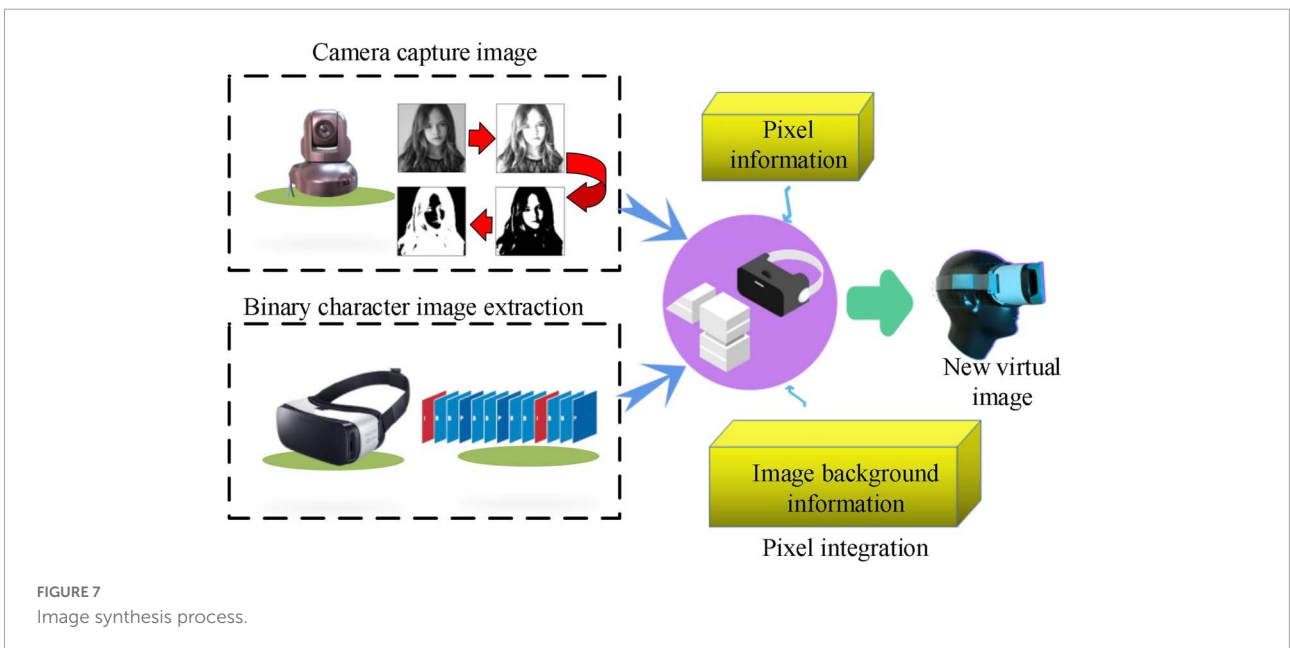 Camera capture image
Pixel
information
Binary character image extraction
New virtual
image
Image background
information
Pixel integration
FIGURE 7
Image synthesis process.